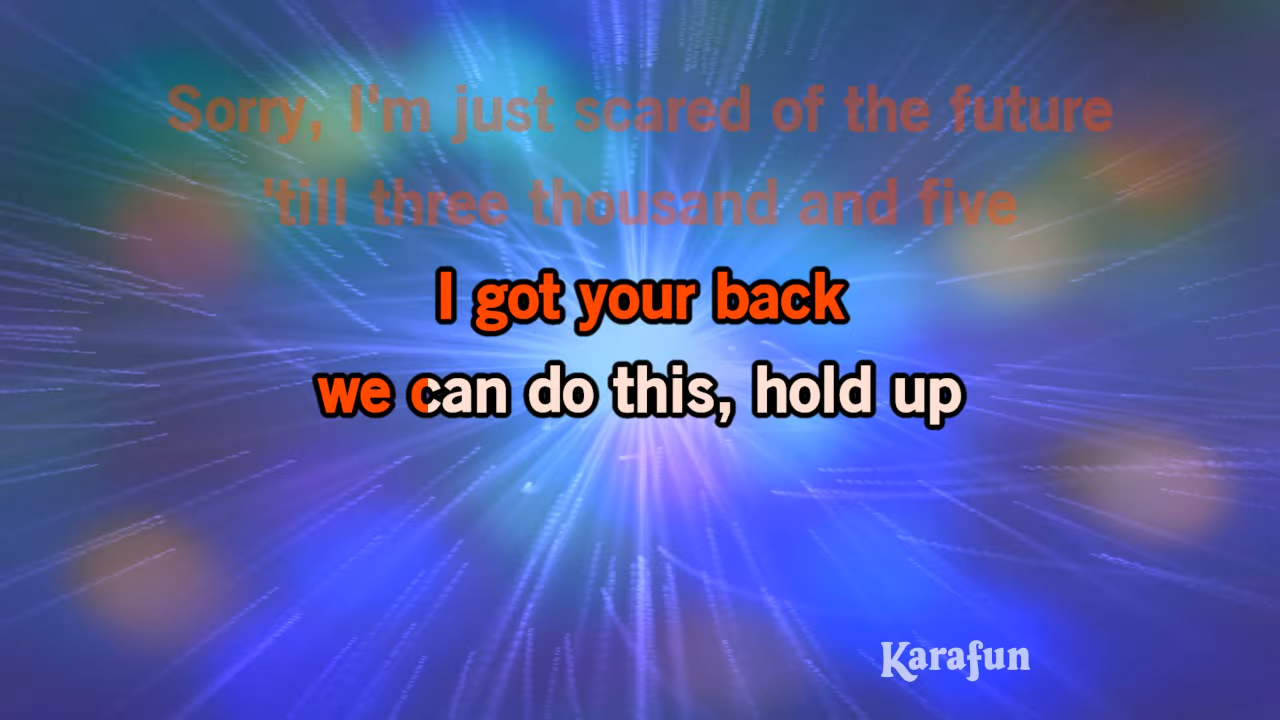 Sorry, I'm just scared of the future
'till three thousand and five
I got your back
we can do this, hold up
Karafun